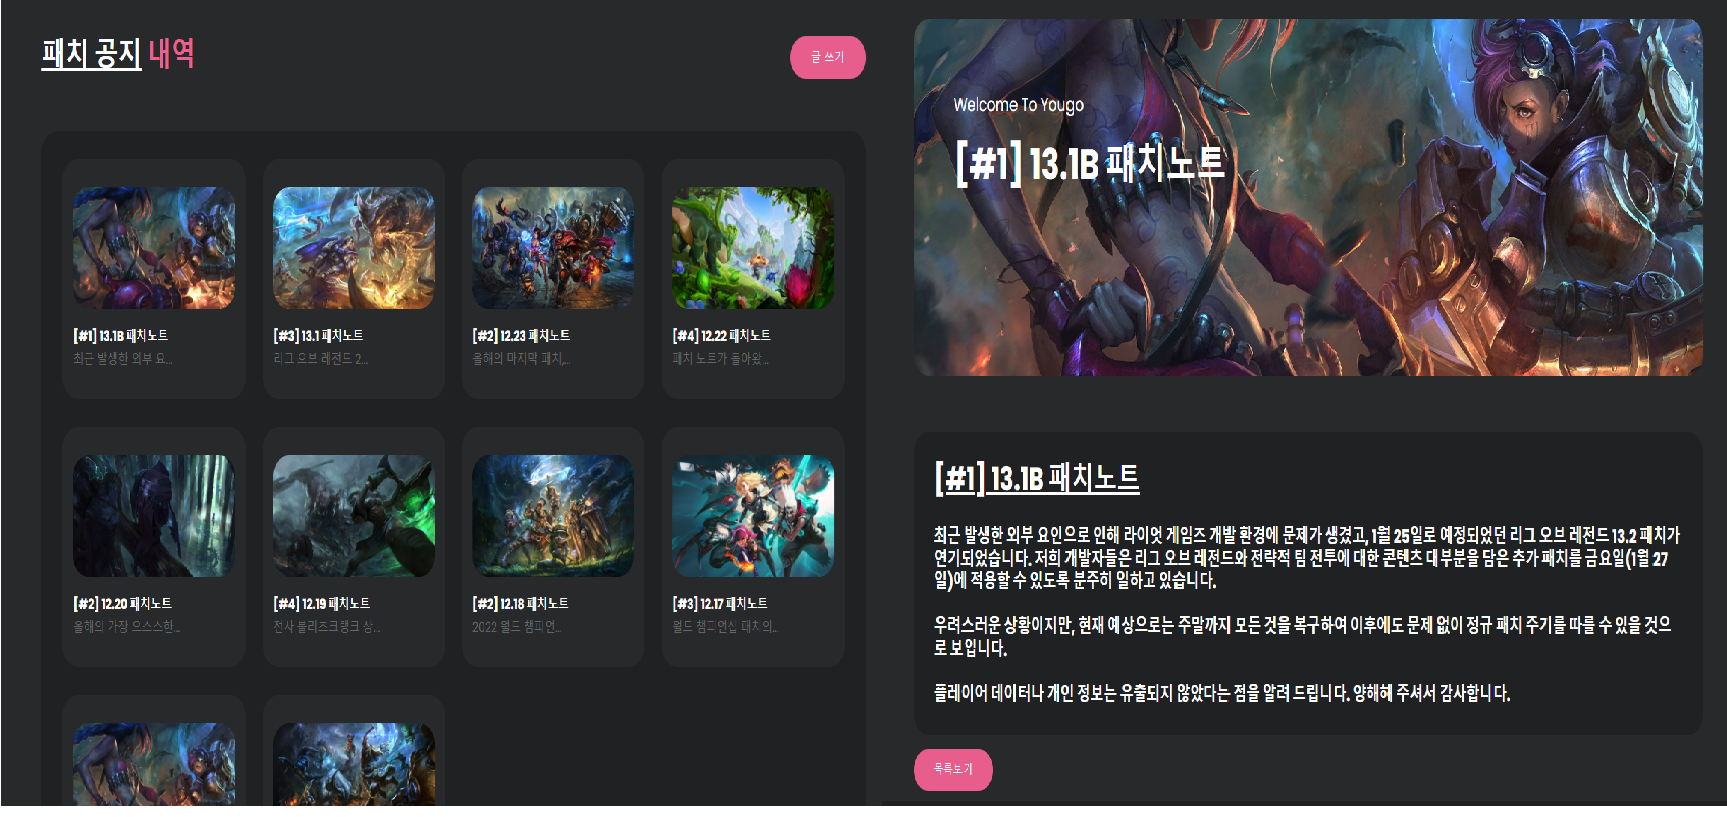 패치 공지 내역
글 쓰기
[#1] 13.1B 패치노트
최근 발생한 외부 요...
[#3] 13.1 패치노트
리그 오브 레전드 2...
[#2] 12.23 패치노트
올해의 마지막 패치,...
[#4] 12.22 패치노트
패치 노트가 돌아왔...
[#2] 12.20 패치노트
올해의 가장 으스스한...
[#4] 12.19 패치노트
전사 블리츠크랭크 상...
[#2] 12.18 패치노트
2022 월드 챔피언...
[#3] 12.17 패치노트
월드 챔피언십 패치의...
Welcome To Yougo
[#1] 13.1B 패치노트
[#1] 13.1B 패치노트
최근 발생한 외부 요인으로 인해 라이엇 게임즈 개발 환경에 문제가 생겼고, 1월 25일로 예정되었던 리그 오브 레전드 13.2 패치가
연기되었습니다. 저희 개발자들은 리그 오브 레전드와 전략적 팀 전투에 대한 콘텐츠 대부분을 담은 추가 패치를 금요일(1월 27
일)에 적용할 수 있도록 분주히 일하고 있습니다.
우려스러운 상황이지만, 현재 예상으로는 주말까지 모든 것을 복구하여 이후에도 문제 없이 정규 패치 주기를 따를 수 있을 것으
로 보입니다.
플레이어 데이터나 개인 정보는 유출되지 않았다는 점을 알려 드립니다. 양해해 주셔서 감사합니다.
목록보기